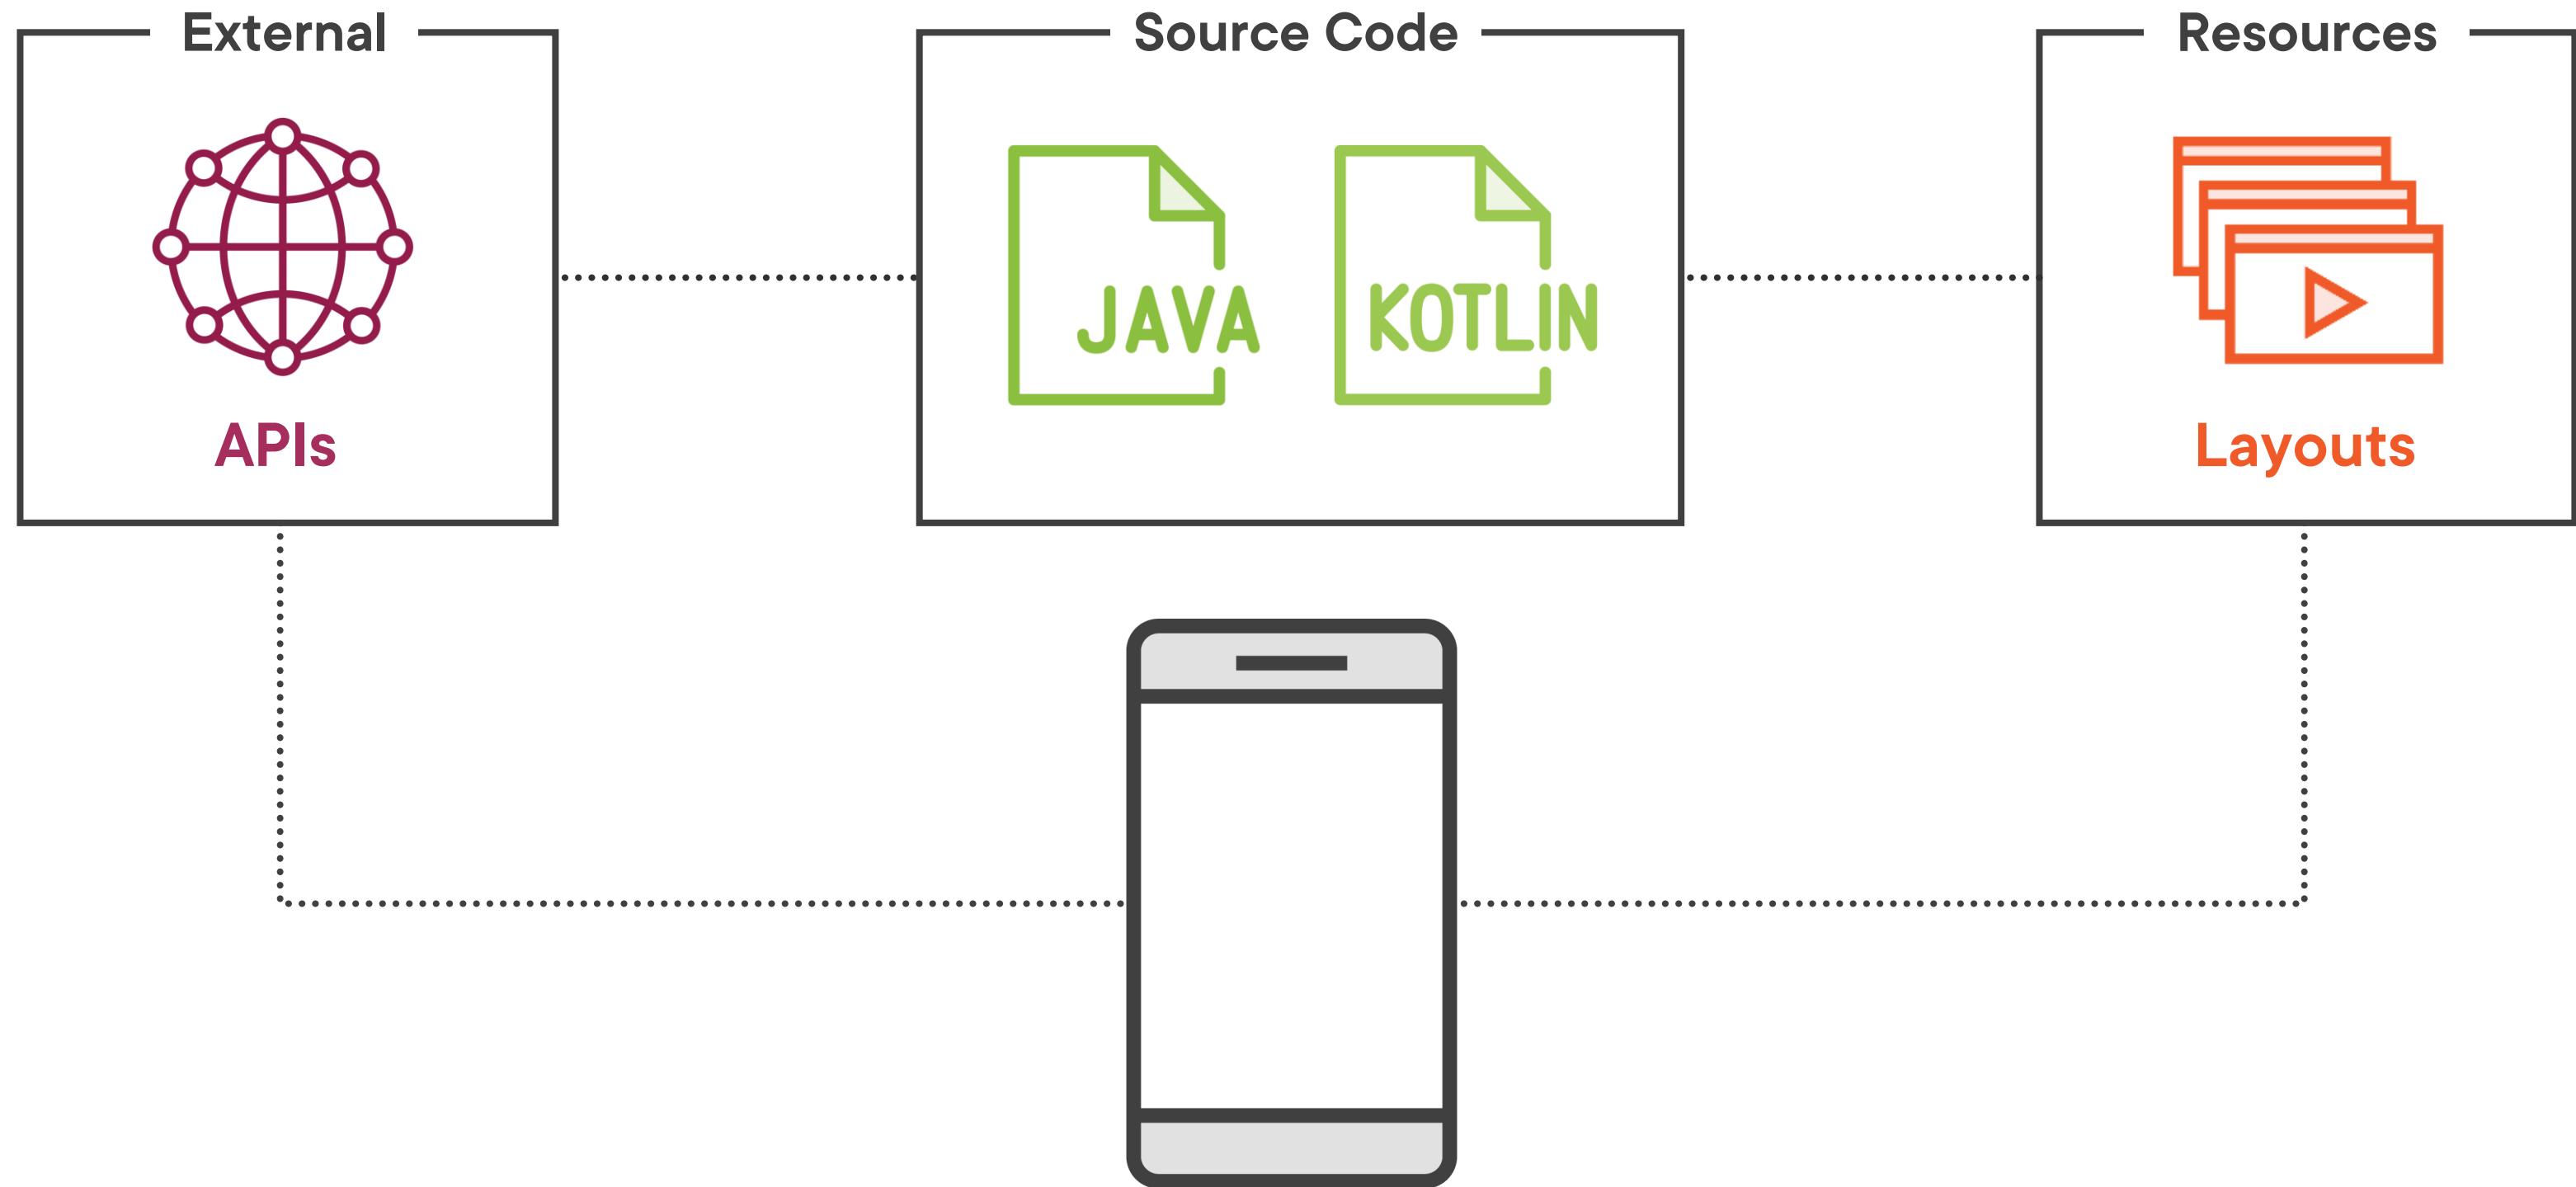 External
APIs
Source Code
JAVA
KOTLIN
Resources
Layouts